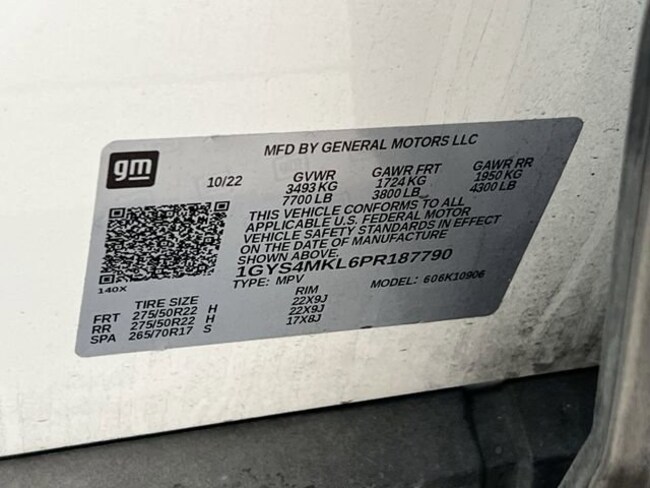 gm
MFD BY GENERAL MOTORS LLC
10/22 GVWR GAWR FRT GAWR RR
3493 KG 1724 KG 1950 KG
7700 LB 3800 LB 4300 LB
THIS VEHICLE CONFORMS TO ALL
APPLICABLE U.S. FEDERAL MOTOR
VEHICLE SAFETY STANDARDS IN EFFECT
ON THE DATE OF MANUFACTURE
SHOWN ABOVE.
1GYS4MKL6PR187790
140X
TYPE: MPV MODEL: 606K10906
TIRE SIZE RIM
FRT 275/50R22 H 22X9J
RR 275/50R22 H 22X9J
SPA 265/70R17 S 17X8J